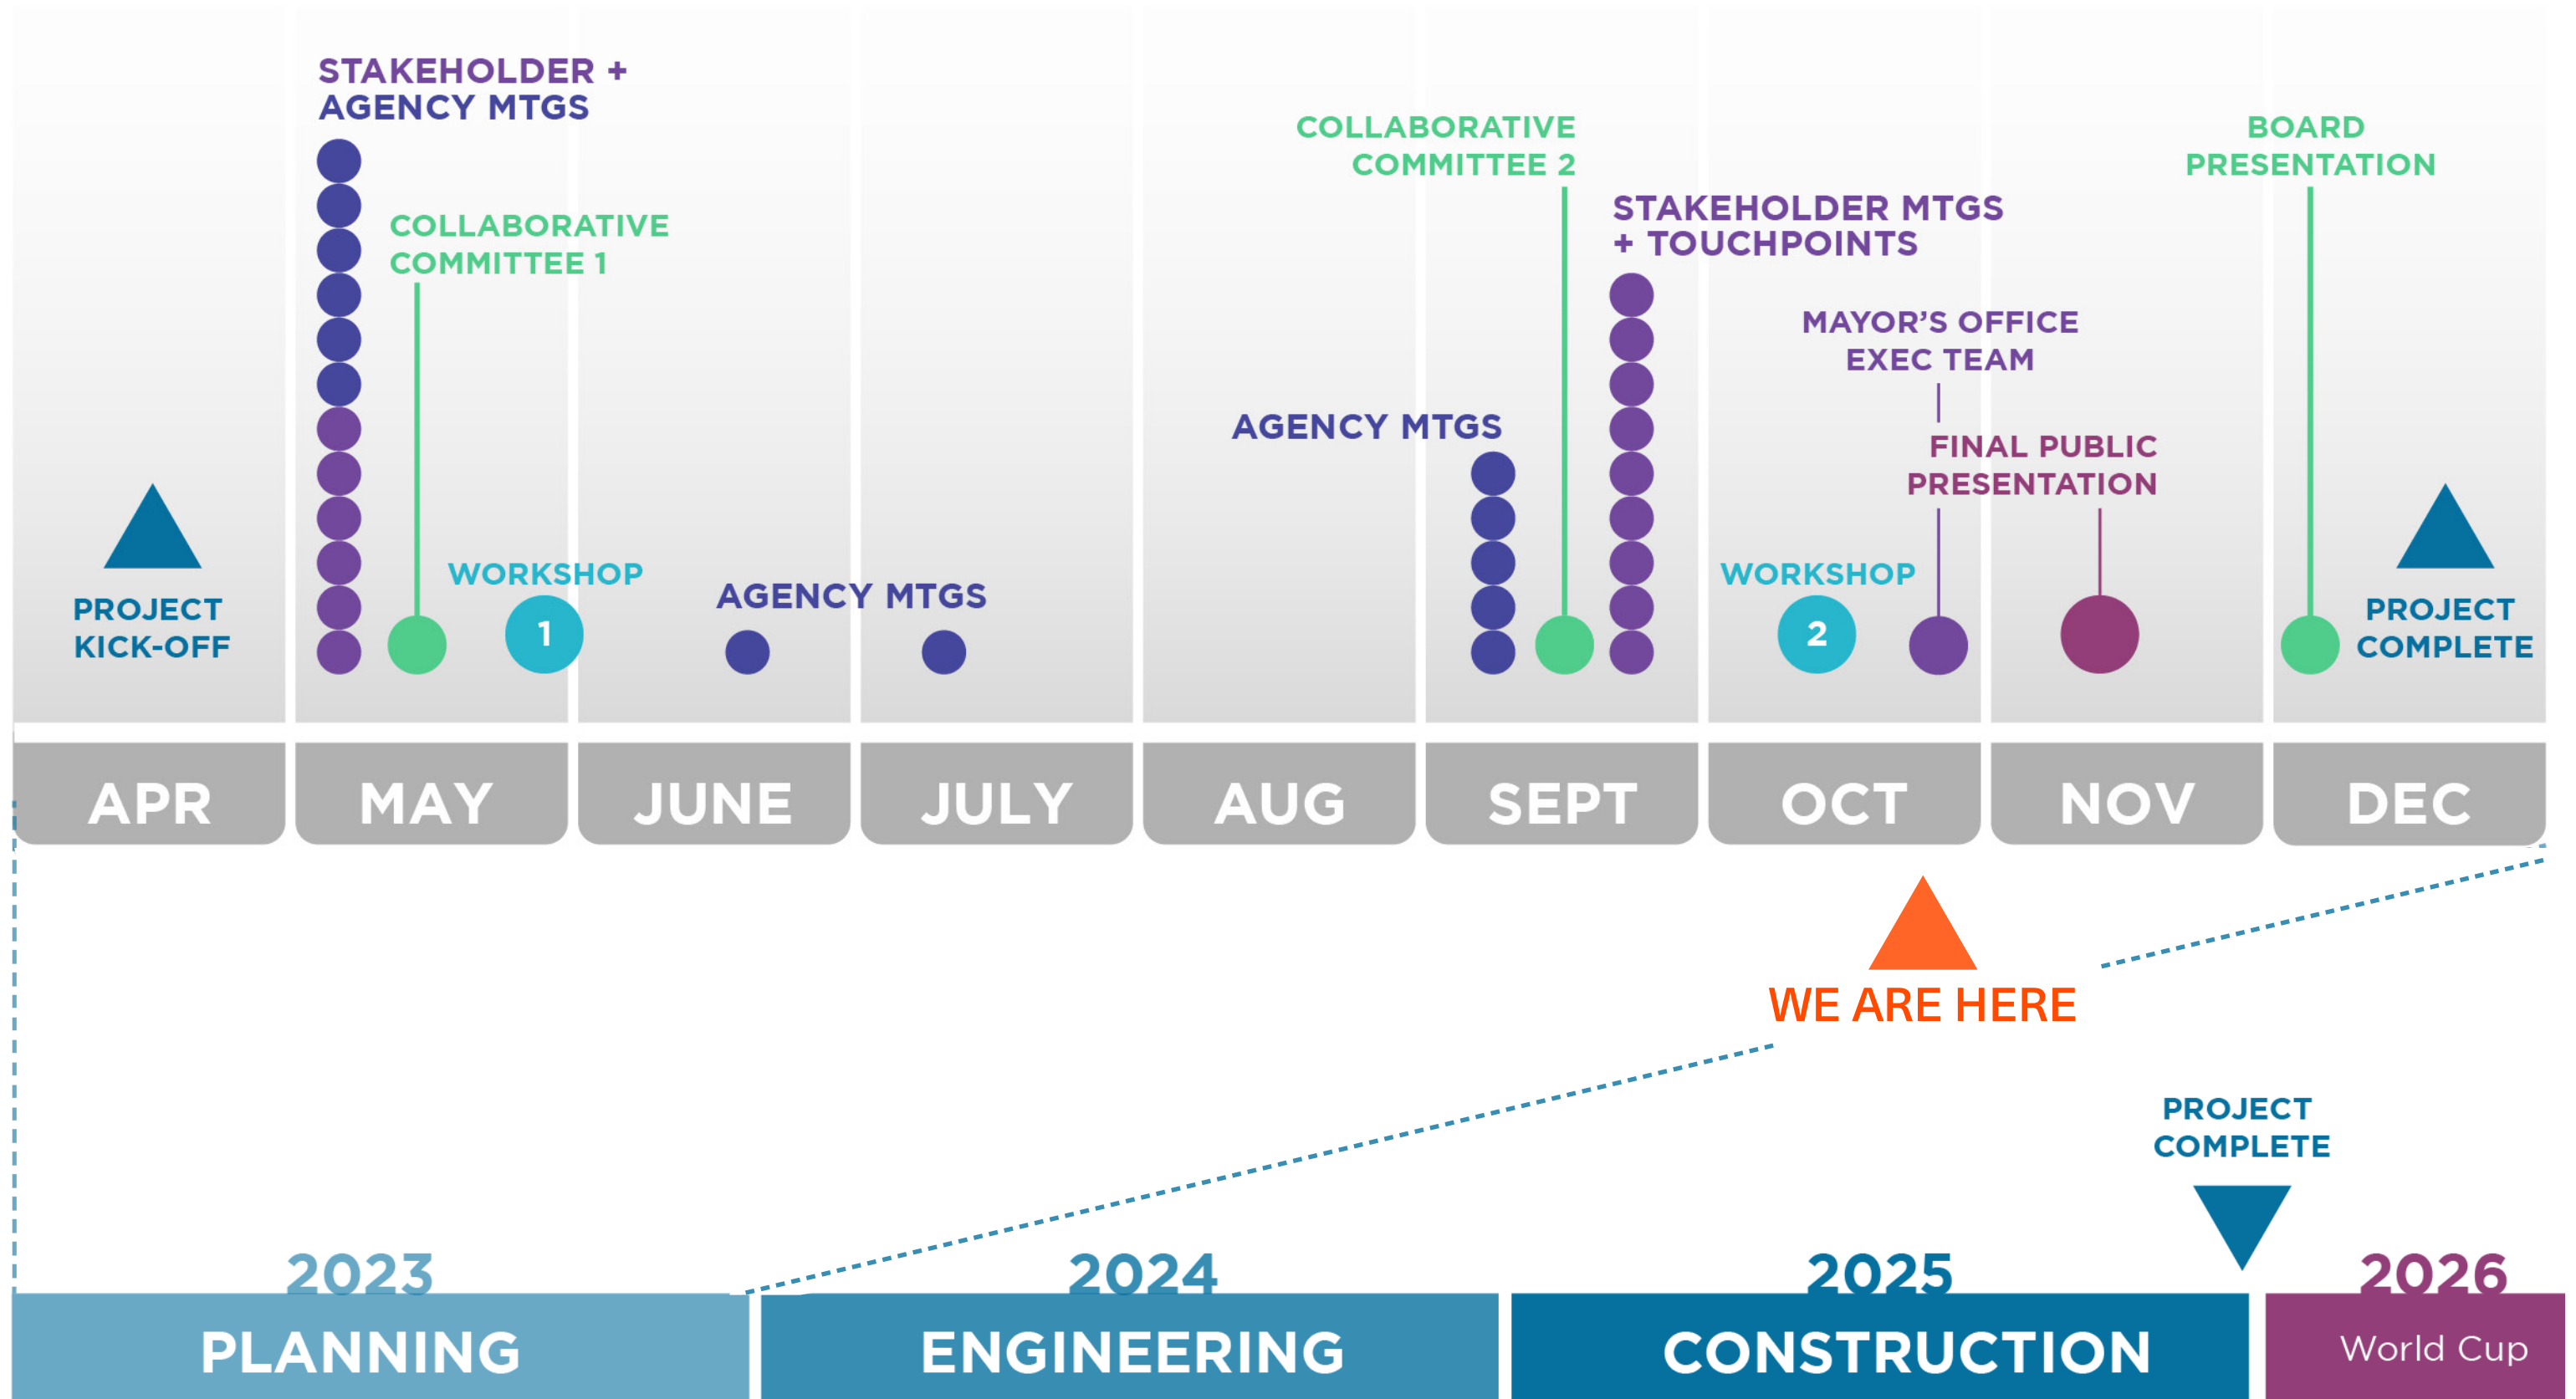 STAKEHOLDER +
AGENCY MTGS
COLLABORATIVE
COMMITTEE 1
COLLABORATIVE
COMMITTEE 2
BOARD
PRESENTATION
STAKEHOLDER MTGS
+ TOUCHPOINTS
MAYOR'S OFFICE
EXEC TEAM
AGENCY MTGS
FINAL PUBLIC
PRESENTATION
PROJECT
KICK-OFF
WORKSHOP
1
AGENCY MTGS
WORKSHOP
2
PROJECT
COMPLETE
APR
MAY
JUNE
JULY
AUG
SEPT
OCT
NOV
DEC
WE ARE HERE
PROJECT
COMPLETE
2023
2024
2025
2026
PLANNING
ENGINEERING
CONSTRUCTION
World Cup